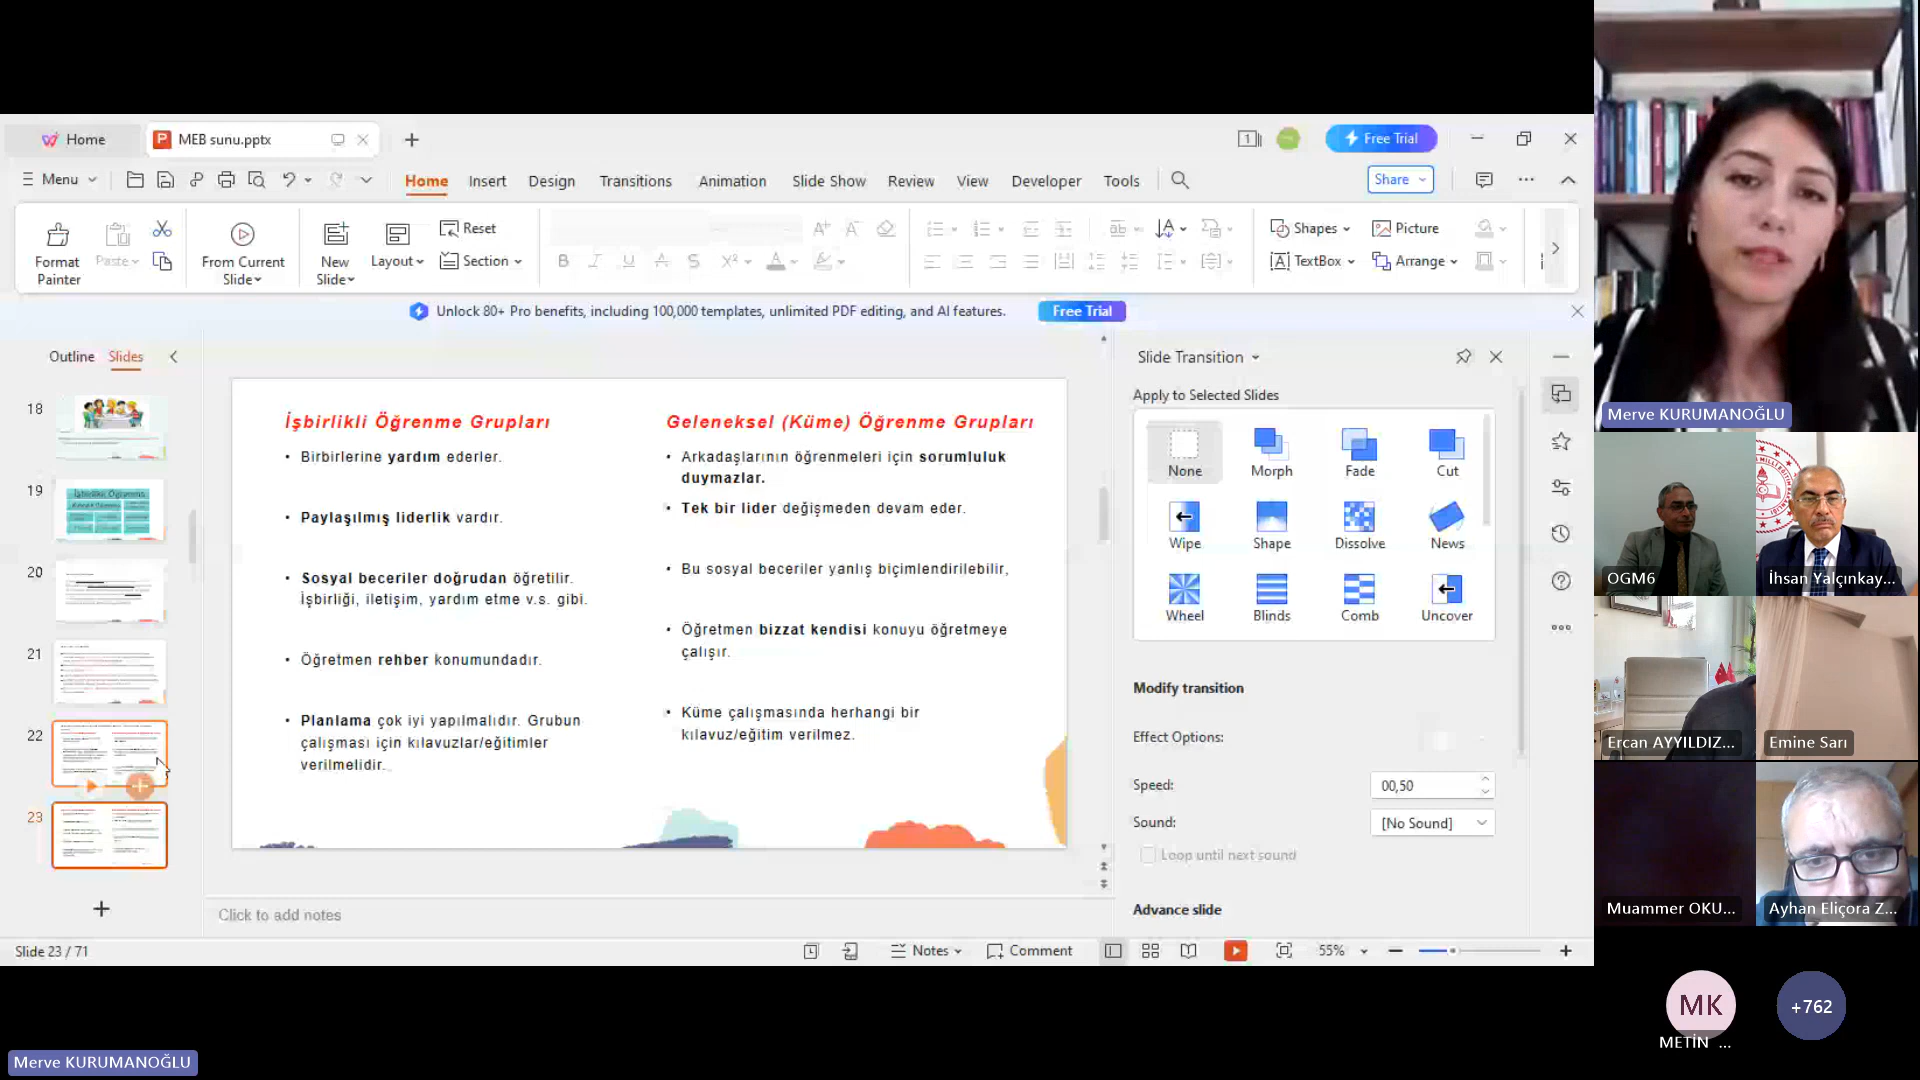 Home
MEB sunu.pptx
Free Trial
Menu
Home Insert Design Transitions Animation Slide Show Review View Developer Tools
Share
Format Painter
Paste
From Current Slide
New Slide
Layout
Reset
Section
Shapes
Picture
TextBox
Arrange
Unlock 80+ Pro benefits, including 100,000 templates, unlimited PDF editing, and AI features.
Free Trial
Outline Slides
18
19
20
21
22
23
İşbirlikli Öğrenme Grupları
• Birbirlerine yardım ederler.
• Paylaşılmış liderlik vardır.
• Sosyal beceriler doğrudan öğretilir.
İşbirliği, iletişim, yardım etme v.s. gibi.
• Öğretmen rehber konumundadır.
• Planlama çok iyi yapılmalıdır. Grubun
çalışması için kılavuzlar/eğitimler
verilmelidir.
Geleneksel (Küme) Öğrenme Grupları
• Arkadaşlarının öğrenmeleri için sorumluluk
duymazlar.
• Tek bir lider değişmeden devam eder.
• Bu sosyal beceriler yanlış biçimlendirilebilir,
• Öğretmen bizzat kendisi konuyu öğretmeye
çalışır.
• Küme çalışmasında herhangi bir
kılavuz/eğitim verilmez.
Click to add notes
Slide Transition
Apply to Selected Slides
None Morph Fade Cut
Wipe Shape Dissolve News
Wheel Blinds Comb Uncover
Modify transition
Effect Options:
Speed: 00,50
Sound: [No Sound]
Loop until next sound
Advance slide
Slide 23 / 71
Notes
Comment
55%
Merve KURUMANOĞLU
OGM6
İhsan Yalçınkay...
Ercan AYYILDIZ...
Emine Sarı
Muammer OKU...
Ayhan Eliçora Z...
MK
METİN ...
+762
Merve KURUMANOĞLU